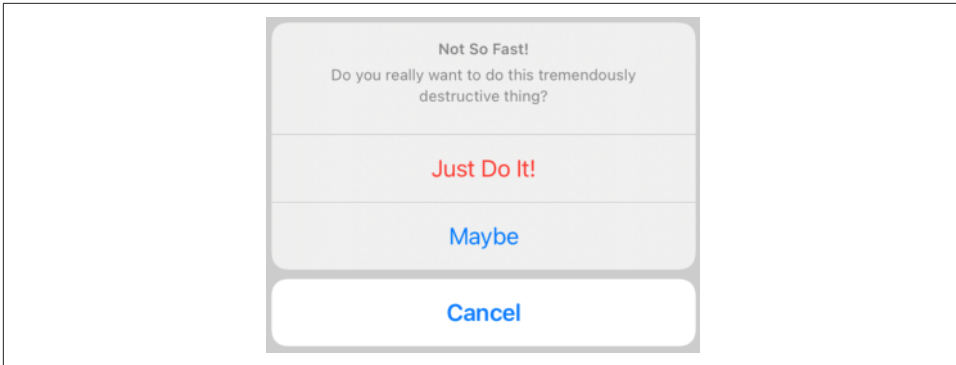 Not So Fast!
Do you really want to do this tremendously
destructive thing?
Just Do It!
Maybe
Cancel